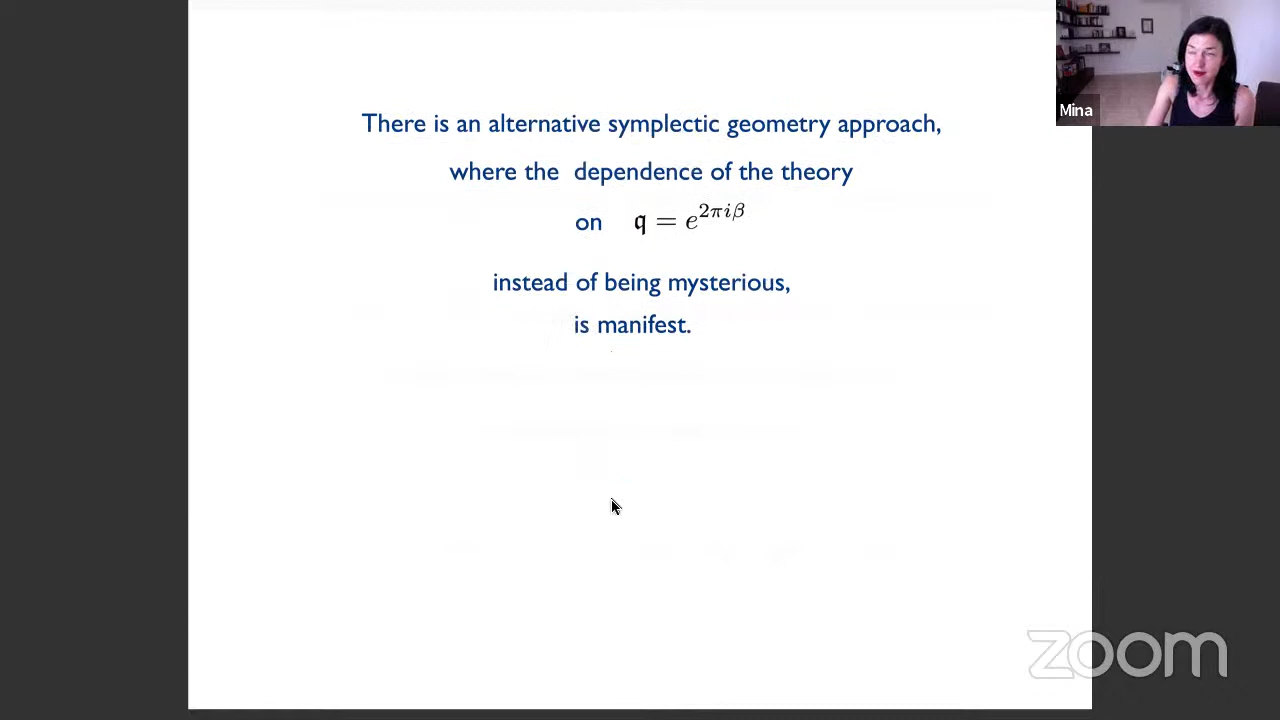 There is an alternative symplectic geometry approach,
where the dependence of the theory
on 𝔮 = e^{2πiβ}
instead of being mysterious,
is manifest.
Mina
zoom